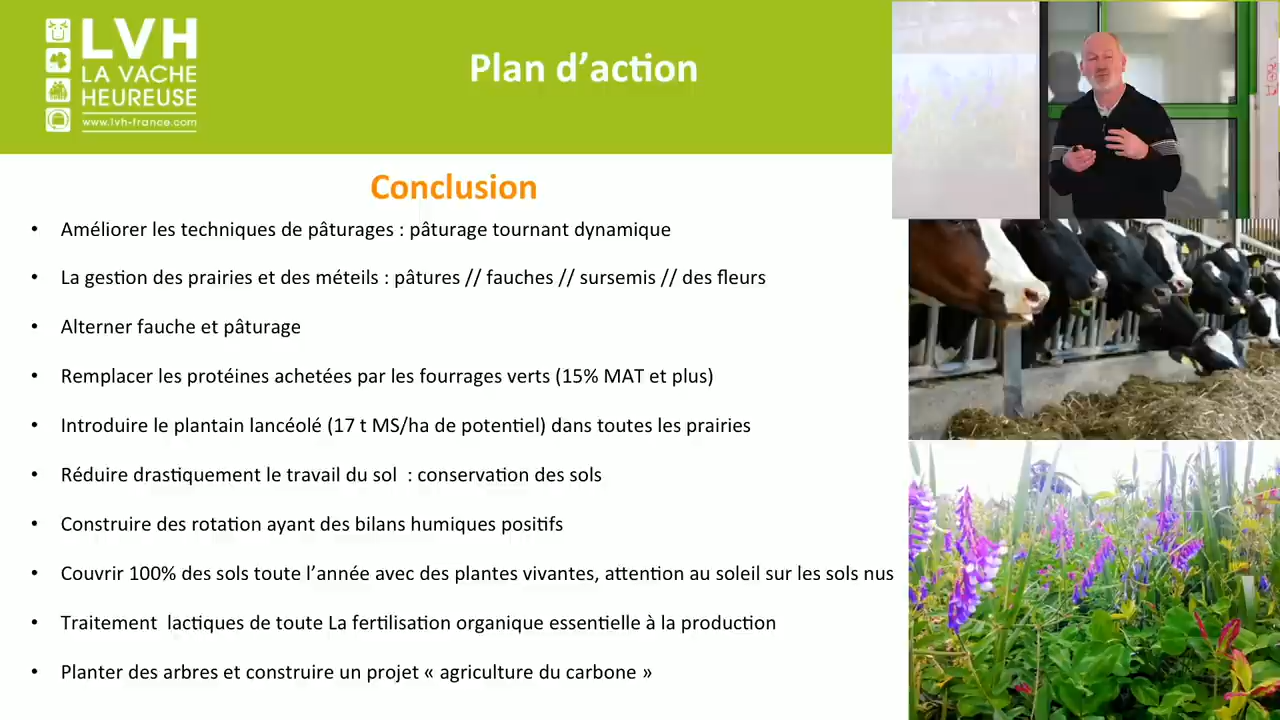 LVH
LA VACHE
HEUREUSE
www.lvh-france.com
Plan d'action
Conclusion
• Améliorer les techniques de pâturages : pâturage tournant dynamique
• La gestion des prairies et des méteils : pâtures // fauches // sursemis // des fleurs
• Alterner fauche et pâturage
• Remplacer les protéines achetées par les fourrages verts (15% MAT et plus)
• Introduire le plantain lancéolé (17 t MS/ha de potentiel) dans toutes les prairies
• Réduire drastiquement le travail du sol  : conservation des sols
• Construire des rotation ayant des bilans humiques positifs
• Couvrir 100% des sols toute l'année avec des plantes vivantes, attention au soleil sur les sols nus
• Traitement  lactiques de toute La fertilisation organique essentielle à la production
• Planter des arbres et construire un projet « agriculture du carbone »